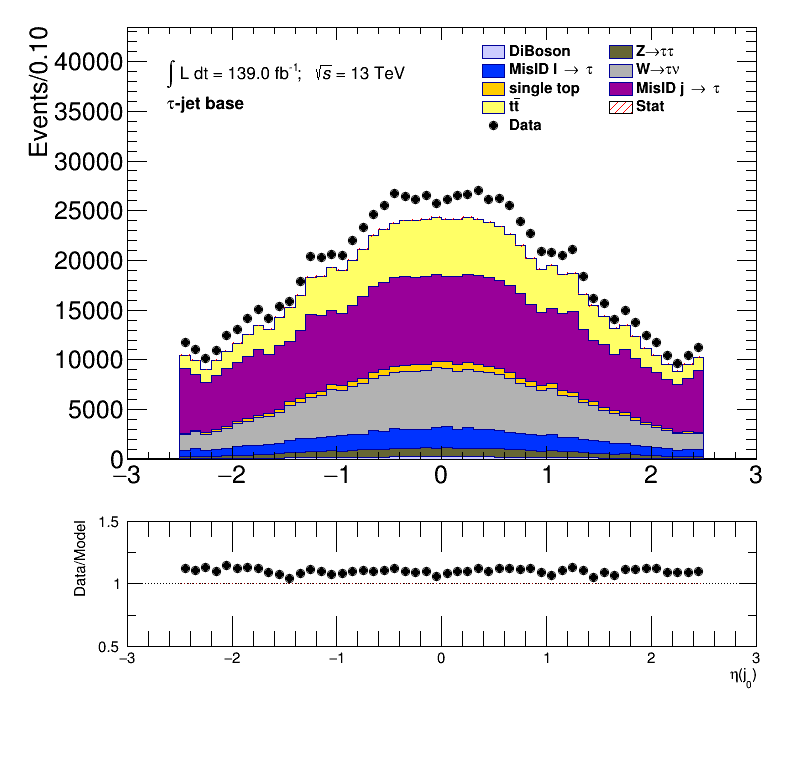 Events/0.10
40000
35000
30000
25000
20000
15000
10000
5000
0
∫ L dt = 139.0 fb⁻¹; √s = 13 TeV
τ-jet base
DiBoson
MisID l → τ
single top
tt̄
Data
Z→ττ
W→τν
MisID j → τ
Stat
−3 −2 −1 0 1 2 3
Data/Model
1.5
1
0.5
−3 −2 −1 0 1 2 3
η(j₀)